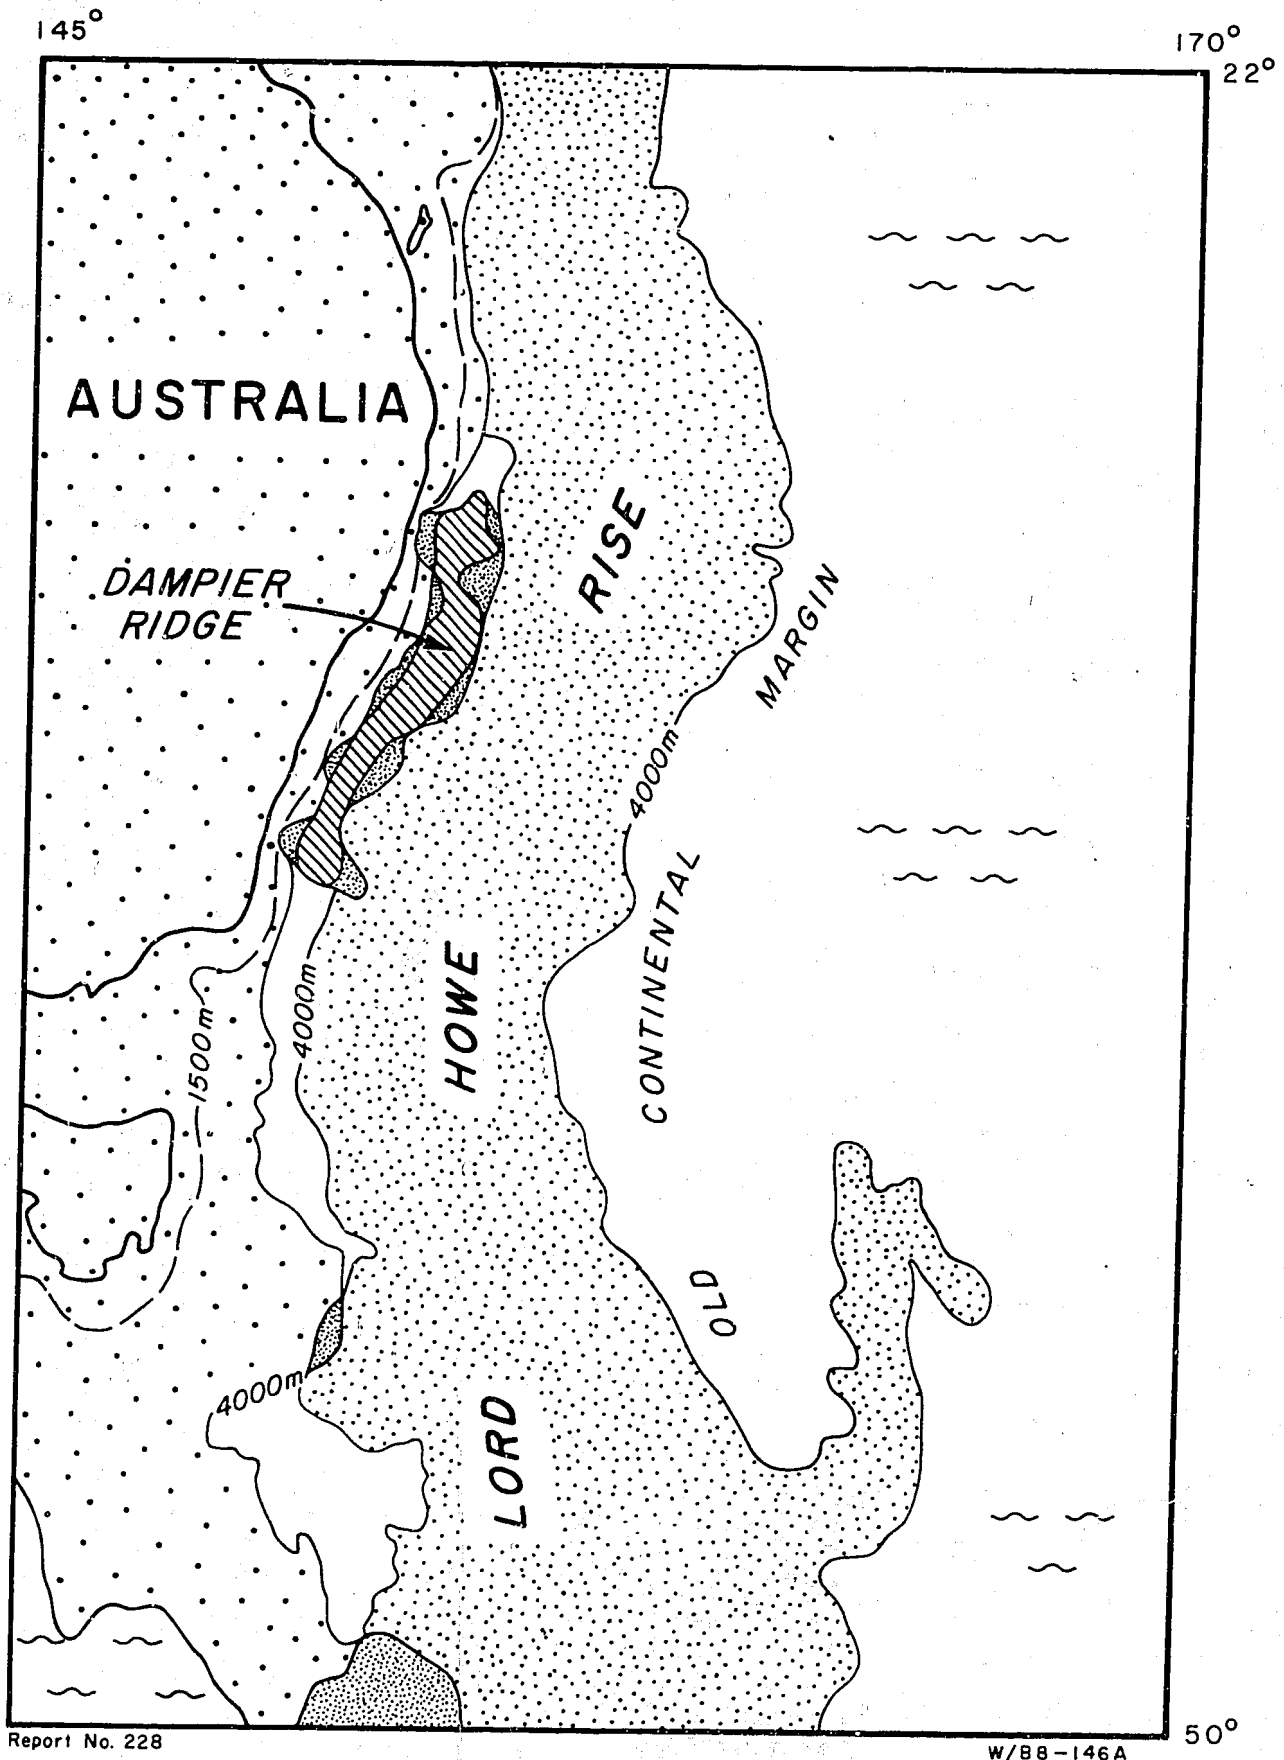 145°
170°
22°
AUSTRALIA
DAMPIER
RIDGE
RISE
MARGIN
4000m
CONTINENTAL
HOWE
4000m
1500m
OLD
4000m
LORD
50°
Report No. 228
W/88-146A